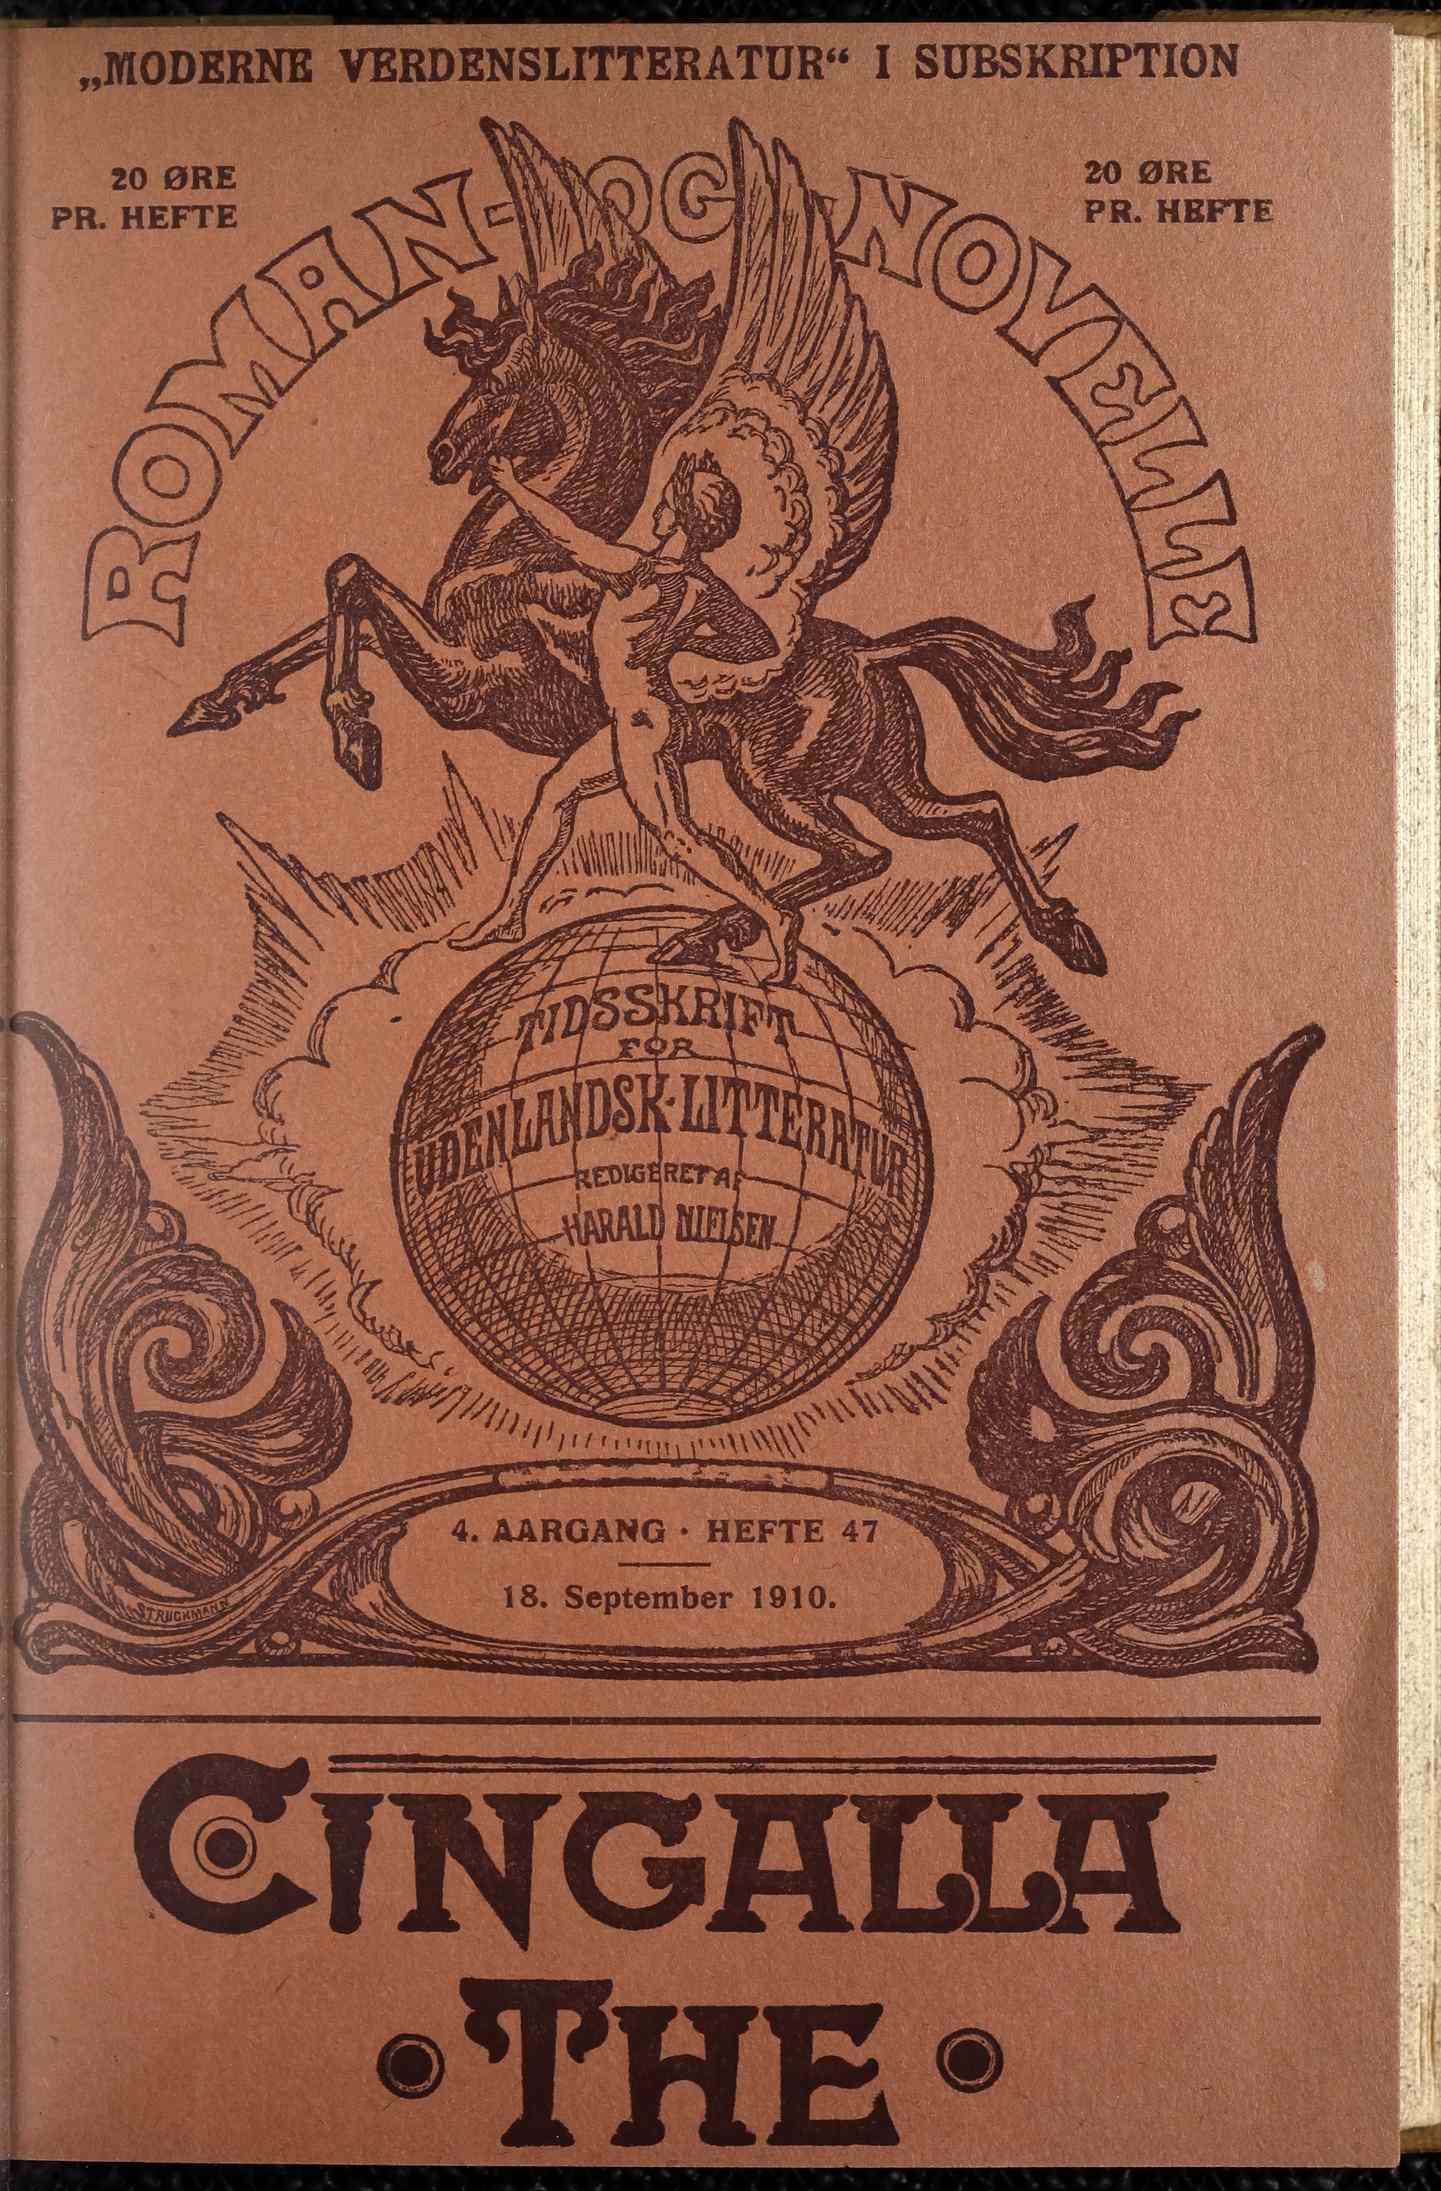 „MODERNE VERDENSLITTERATUR“ I SUBSKRIPTION
20 ØRE
PR. HEFTE
20 ØRE
PR. HEFTE
ROMAN- OG -NOVELLE
TIDSSKRIFT
FOR
UDENLANDSK·LITTERATUR
REDIGERET AF
HARALD NIELSEN
4. AARGANG · HEFTE 47
18. September 1910.
STRUCKMANN
CINGALLA
· THE ·